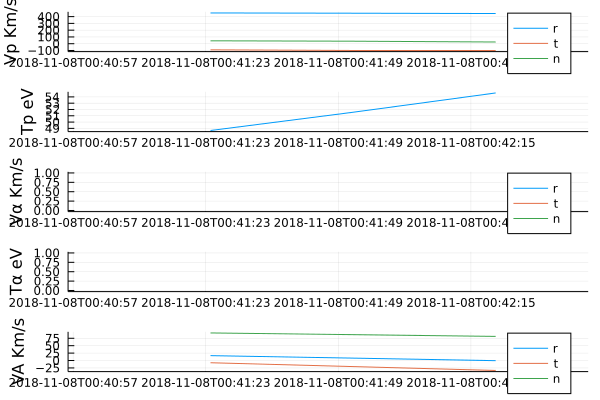 Vp Km/s
400
300
200
100
0
−100
r
t
n
2018-11-08T00:40:57 2018-11-08T00:41:23 2018-11-08T00:41:49 2018-11-08T00:4
Tp eV
54
53
52
51
50
49
2018-11-08T00:40:57 2018-11-08T00:41:23 2018-11-08T00:41:49 2018-11-08T00:42:15
Vα Km/s
1.00
0.75
0.50
0.25
0.00
r
t
n
2018-11-08T00:40:57 2018-11-08T00:41:23 2018-11-08T00:41:49 2018-11-08T00:4
Tα eV
1.00
0.75
0.50
0.25
0.00
2018-11-08T00:40:57 2018-11-08T00:41:23 2018-11-08T00:41:49 2018-11-08T00:42:15
VA Km/s
75
50
25
0
−25
r
t
n
2018-11-08T00:40:57 2018-11-08T00:41:23 2018-11-08T00:41:49 2018-11-08T00:4